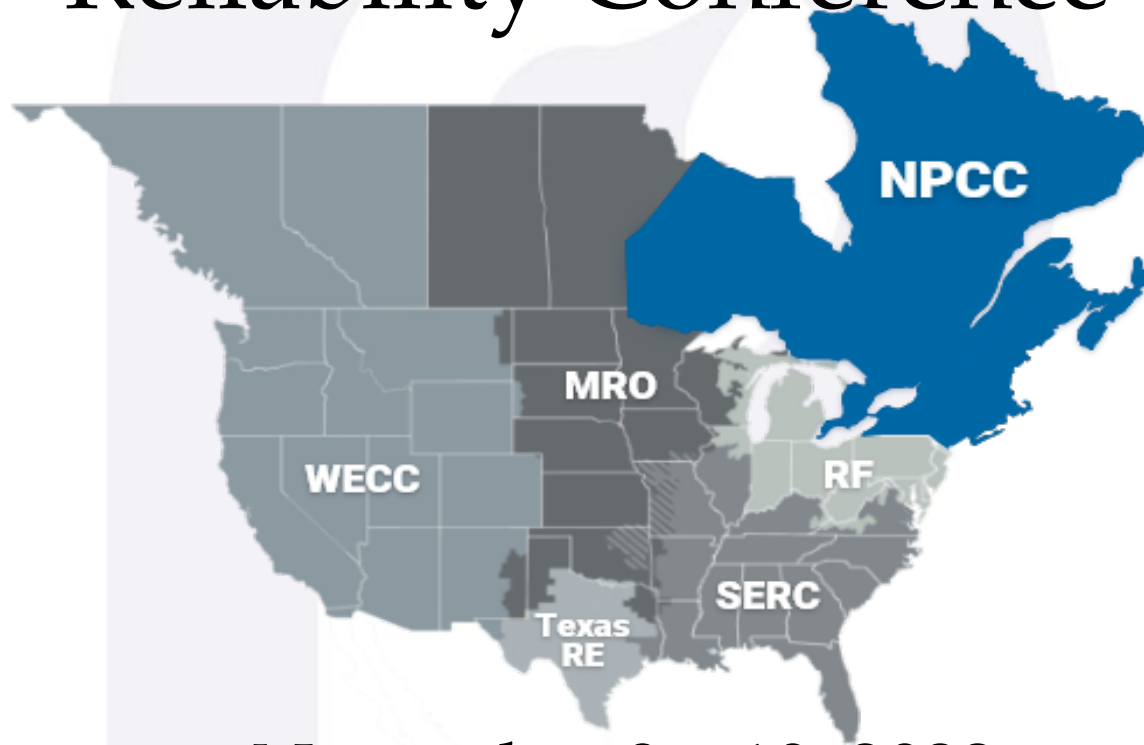 Reliability Conference
NPCC
MRO
WECC
RF
SERC
Texas
RE